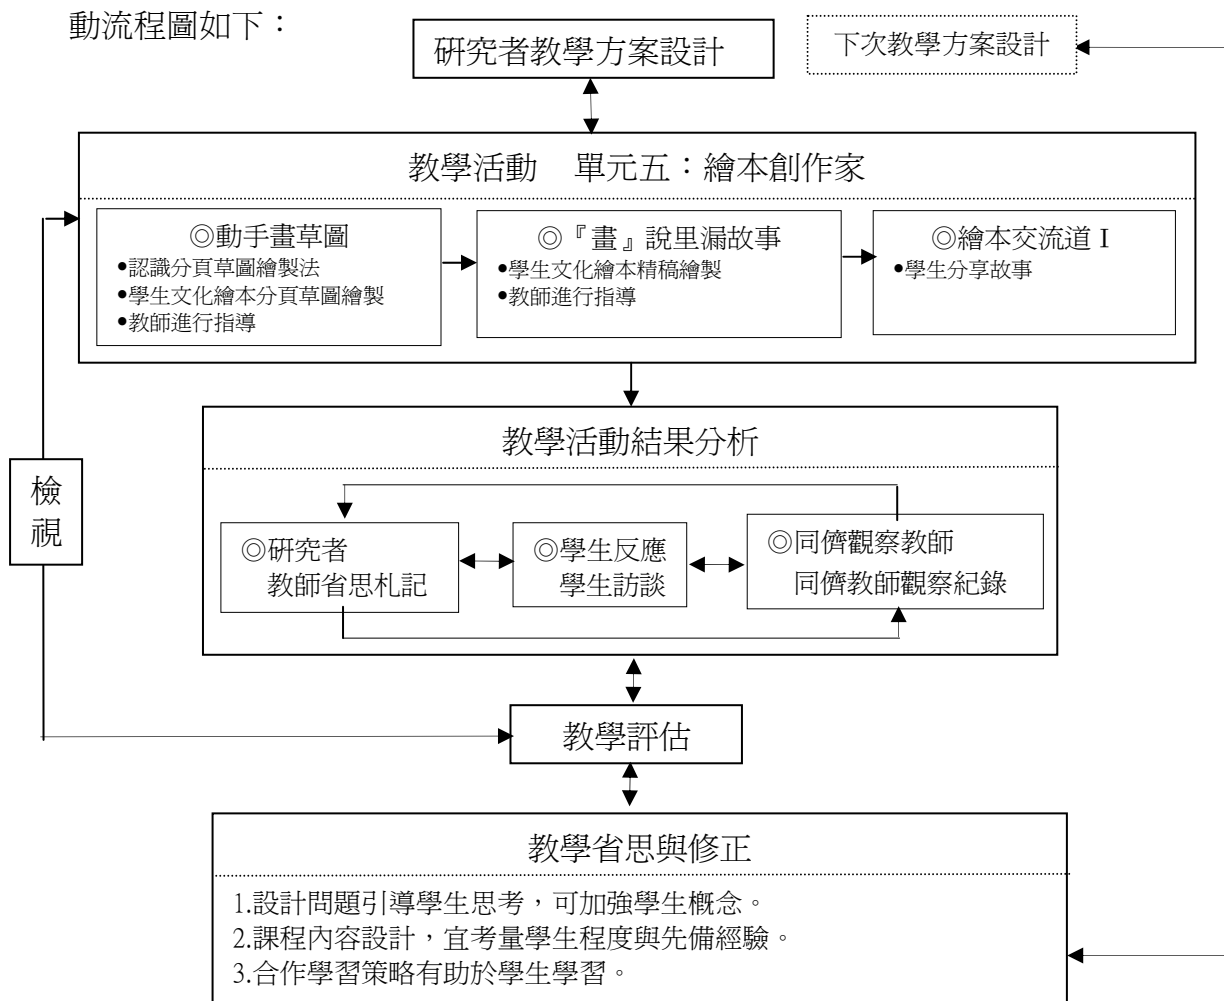 動流程圖如下：
研究者教學方案設計
下次教學方案設計
教學活動　單元五：繪本創作家
◎動手畫草圖
•認識分頁草圖繪製法
•學生文化繪本分頁草圖繪製
•教師進行指導
◎『畫』說里漏故事
•學生文化繪本精稿繪製
•教師進行指導
◎繪本交流道 I
•學生分享故事
檢
視
教學活動結果分析
◎研究者
教師省思札記
◎學生反應
學生訪談
◎同儕觀察教師
同儕教師觀察紀錄
教學評估
教學省思與修正
1.設計問題引導學生思考，可加強學生概念。
2.課程內容設計，宜考量學生程度與先備經驗。
3.合作學習策略有助於學生學習。